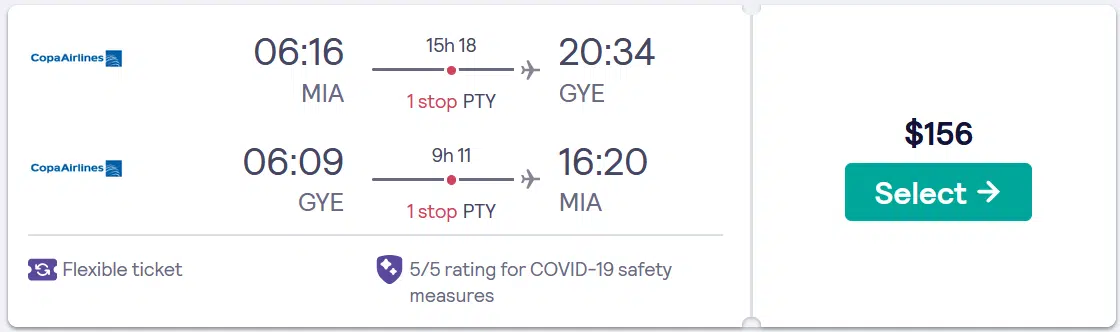 CopaAirlines
06:16
MIA
15h 18
1 stop PTY
20:34
GYE
CopaAirlines
06:09
GYE
9h 11
1 stop PTY
16:20
MIA
Flexible ticket
5/5 rating for COVID-19 safety
measures
$156
Select →